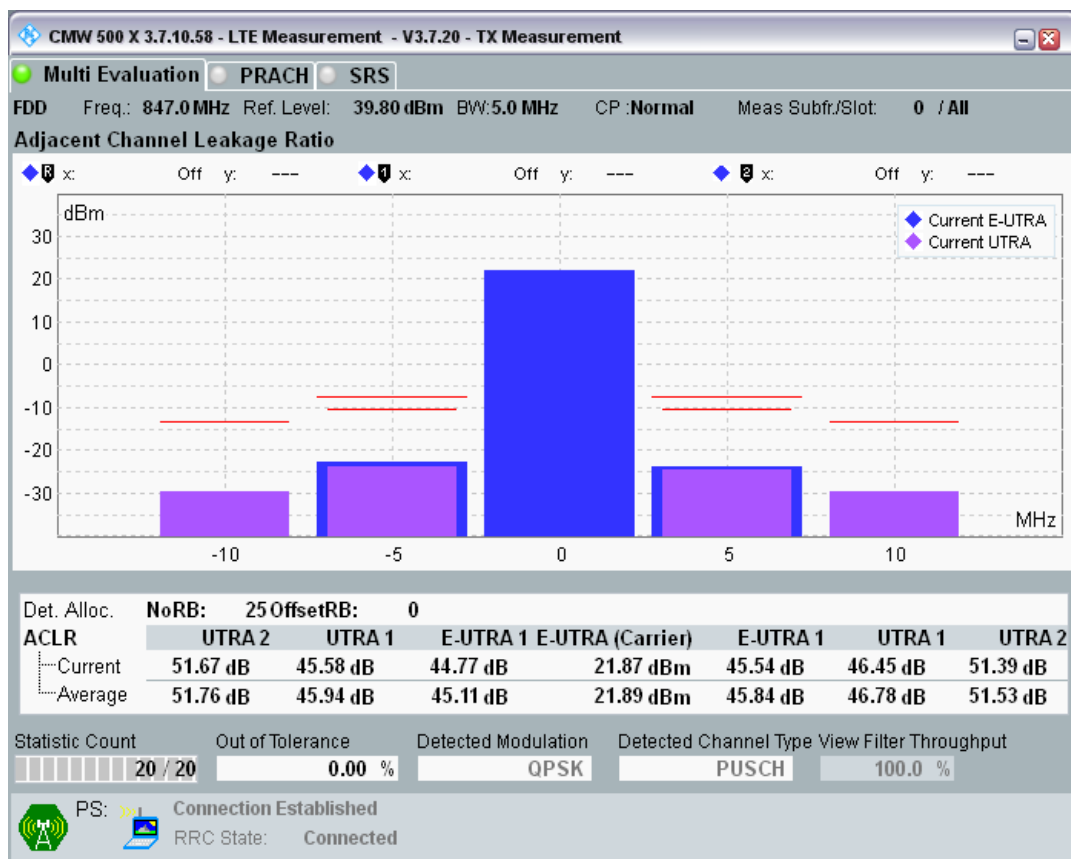 CMW 500 X 3.7.10.58 - LTE Measurement - V3.7.20 - TX Measurement
Multi Evaluation PRACH SRS
FDD Freq.: 847.0 MHz Ref. Level: 39.80 dBm BW:5.0 MHz CP :Normal Meas Subfr./Slot: 0 / All
Adjacent Channel Leakage Ratio
R x: Off y: --- 1 x: Off y: --- 2 x: Off y: ---
dBm
Current E-UTRA
Current UTRA
30
20
10
0
-10
-20
-30
MHz
-10 -5 0 5 10
Det. Alloc. NoRB: 25 OffsetRB: 0
ACLR UTRA 2 UTRA 1 E-UTRA 1 E-UTRA (Carrier) E-UTRA 1 UTRA 1 UTRA 2
Current 51.67 dB 45.58 dB 44.77 dB 21.87 dBm 45.54 dB 46.45 dB 51.39 dB
Average 51.76 dB 45.94 dB 45.11 dB 21.89 dBm 45.84 dB 46.78 dB 51.53 dB
Statistic Count Out of Tolerance Detected Modulation Detected Channel Type View Filter Throughput
20 / 20 0.00 % QPSK PUSCH 100.0 %
PS: Connection Established
RRC State: Connected